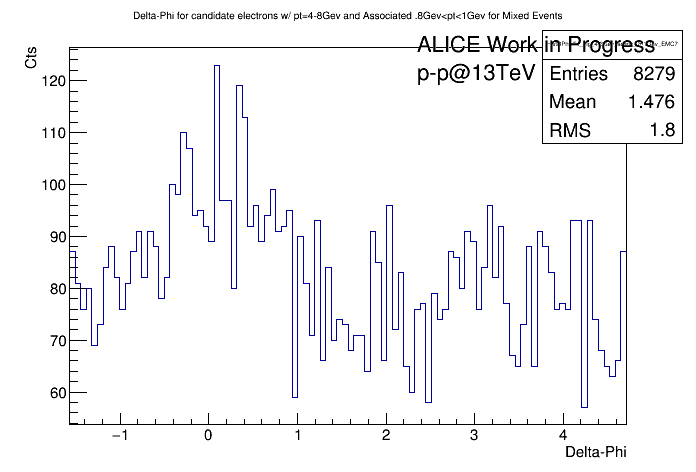 Delta-Phi for candidate electrons w/ pt=4-8Gev and Associated .8Gev<pt<1Gev for Mixed Events
Cts
ALICE Work in Progress
p-p@13TeV
Entries 8279
Mean 1.476
RMS 1.8
120
110
100
90
80
70
60
−1 0 1 2 3 4
Delta-Phi